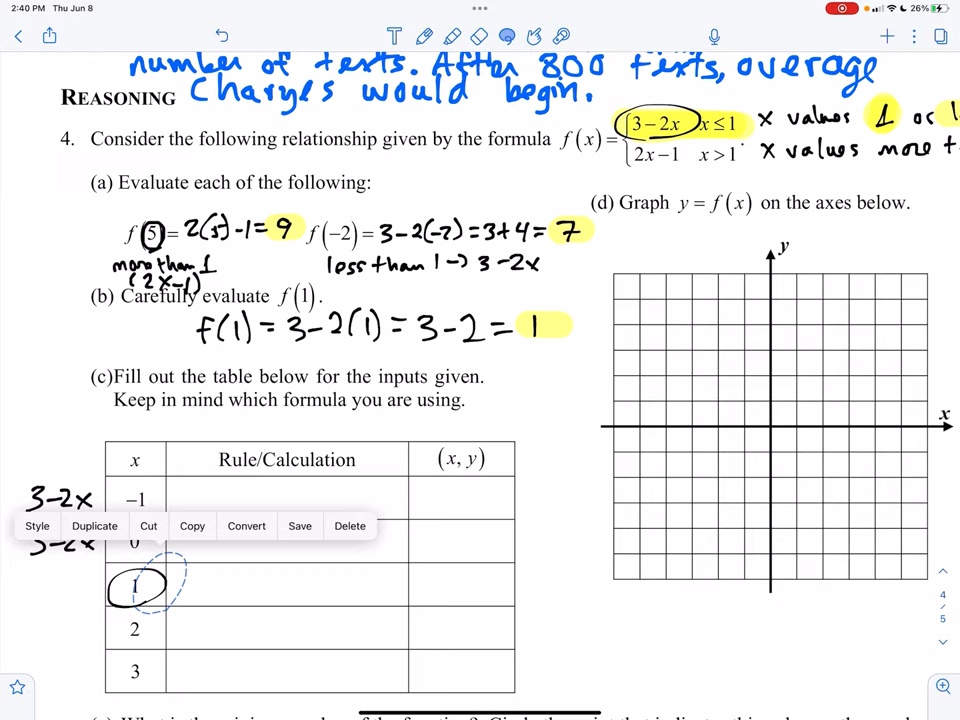 2:40 PM Thu Jun 8
26%
number of texts. After 800 texts, average
charges would begin.
REASONING
4. Consider the following relationship given by the formula f(x) = { 3 − 2x x ≤ 1 x values 1 or
2x − 1 x > 1 . x values more
(a) Evaluate each of the following:
f(5) = 2(5) - 1 = 9 f(−2) = 3 - 2(-2) = 3 + 4 = 7
more than 1 less than 1 → 3 - 2x
(2x - 1)
(b) Carefully evaluate f(1).
f(1) = 3 - 2(1) = 3 - 2 = 1
(c)Fill out the table below for the inputs given.
Keep in mind which formula you are using.
x Rule/Calculation (x, y)
3 - 2x −1
Style Duplicate Cut Copy Convert Save Delete
3 - 2x 0
1
2
3
(d) Graph y = f(x) on the axes below.
y
x
4
/
5